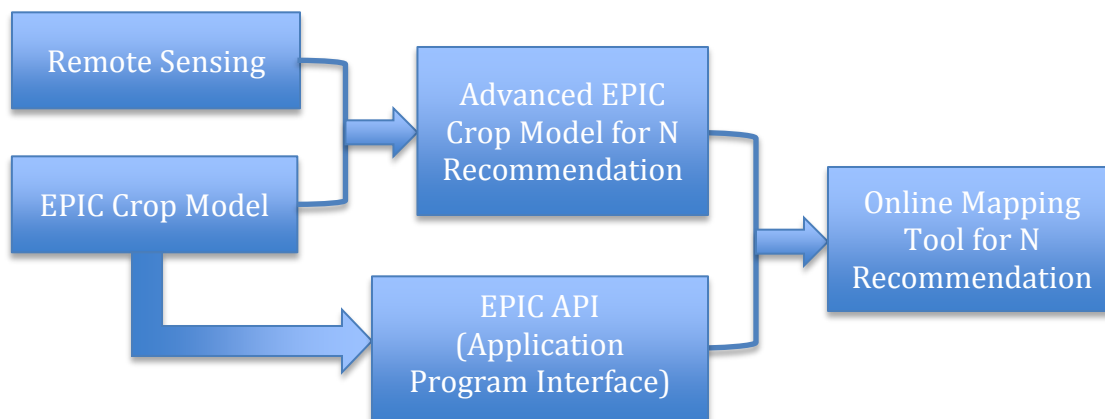 Remote Sensing
EPIC Crop Model
Advanced EPIC
Crop Model for N
Recommendation
EPIC API
(Application
Program Interface)
Online Mapping
Tool for N
Recommendation